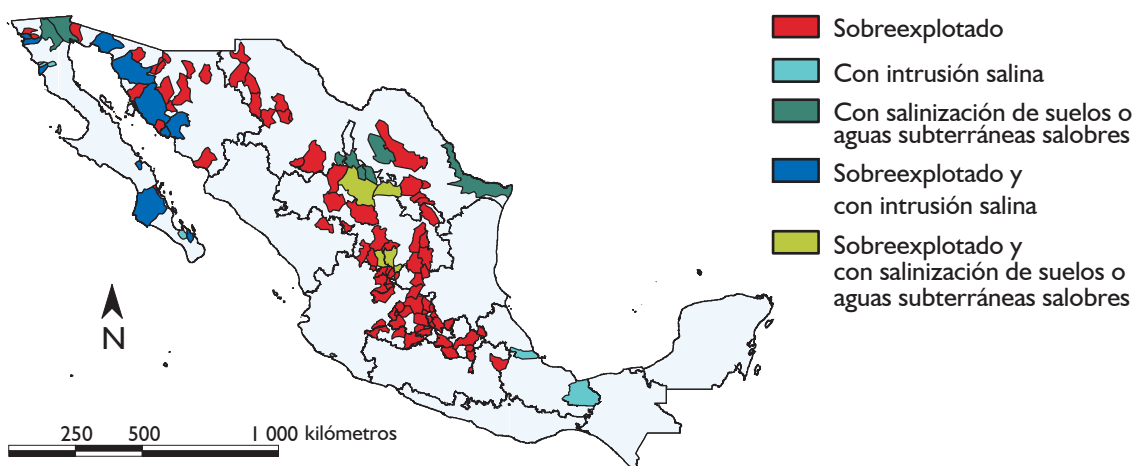 Sobreexplotado
Con intrusión salina
Con salinización de suelos o
aguas subterráneas salobres
Sobreexplotado y
con intrusión salina
Sobreexplotado y
con salinización de suelos o
aguas subterráneas salobres
N
250 500 1 000 kilómetros